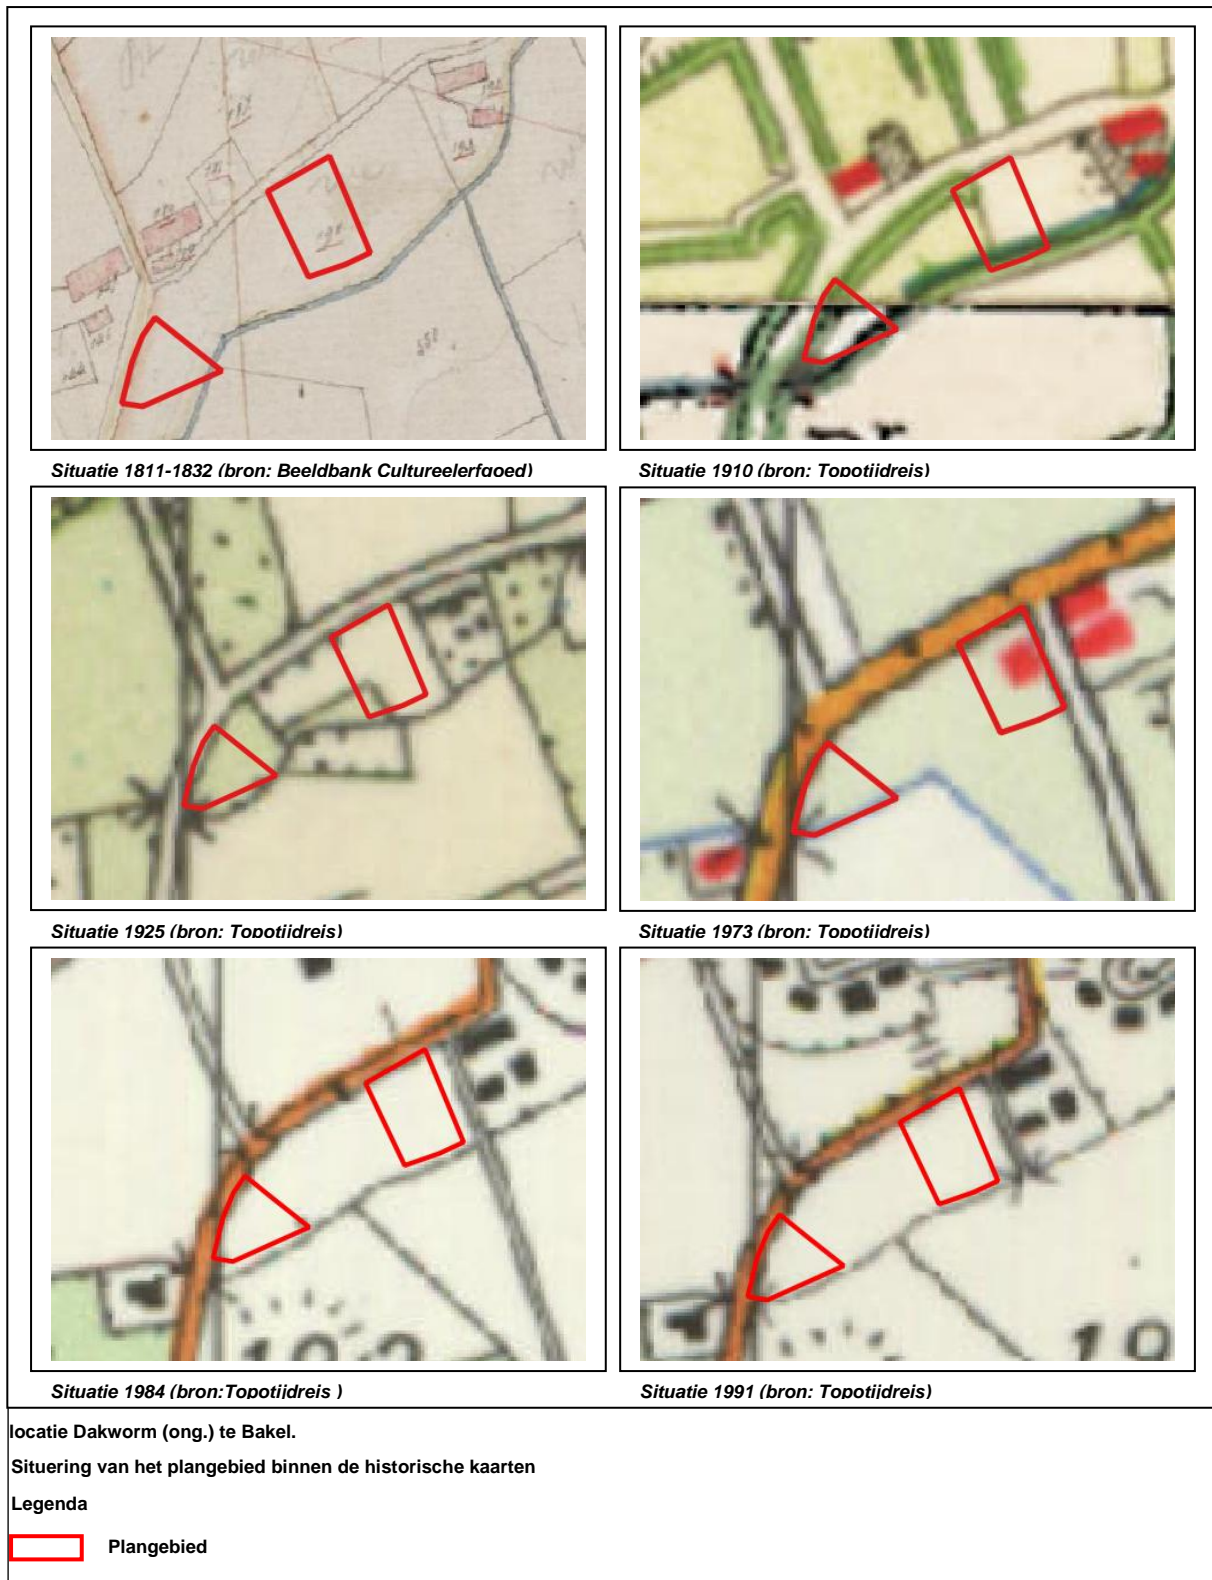 Situatie 1811-1832 (bron: Beeldbank Cultureelerfgoed)
Situatie 1910 (bron: Topotijdreis)
Situatie 1925 (bron: Topotijdreis)
Situatie 1973 (bron: Topotijdreis)
Situatie 1984 (bron:Topotijdreis )
Situatie 1991 (bron: Topotijdreis)
locatie Dakworm (ong.) te Bakel.
Situering van het plangebied binnen de historische kaarten
Legenda
Plangebied